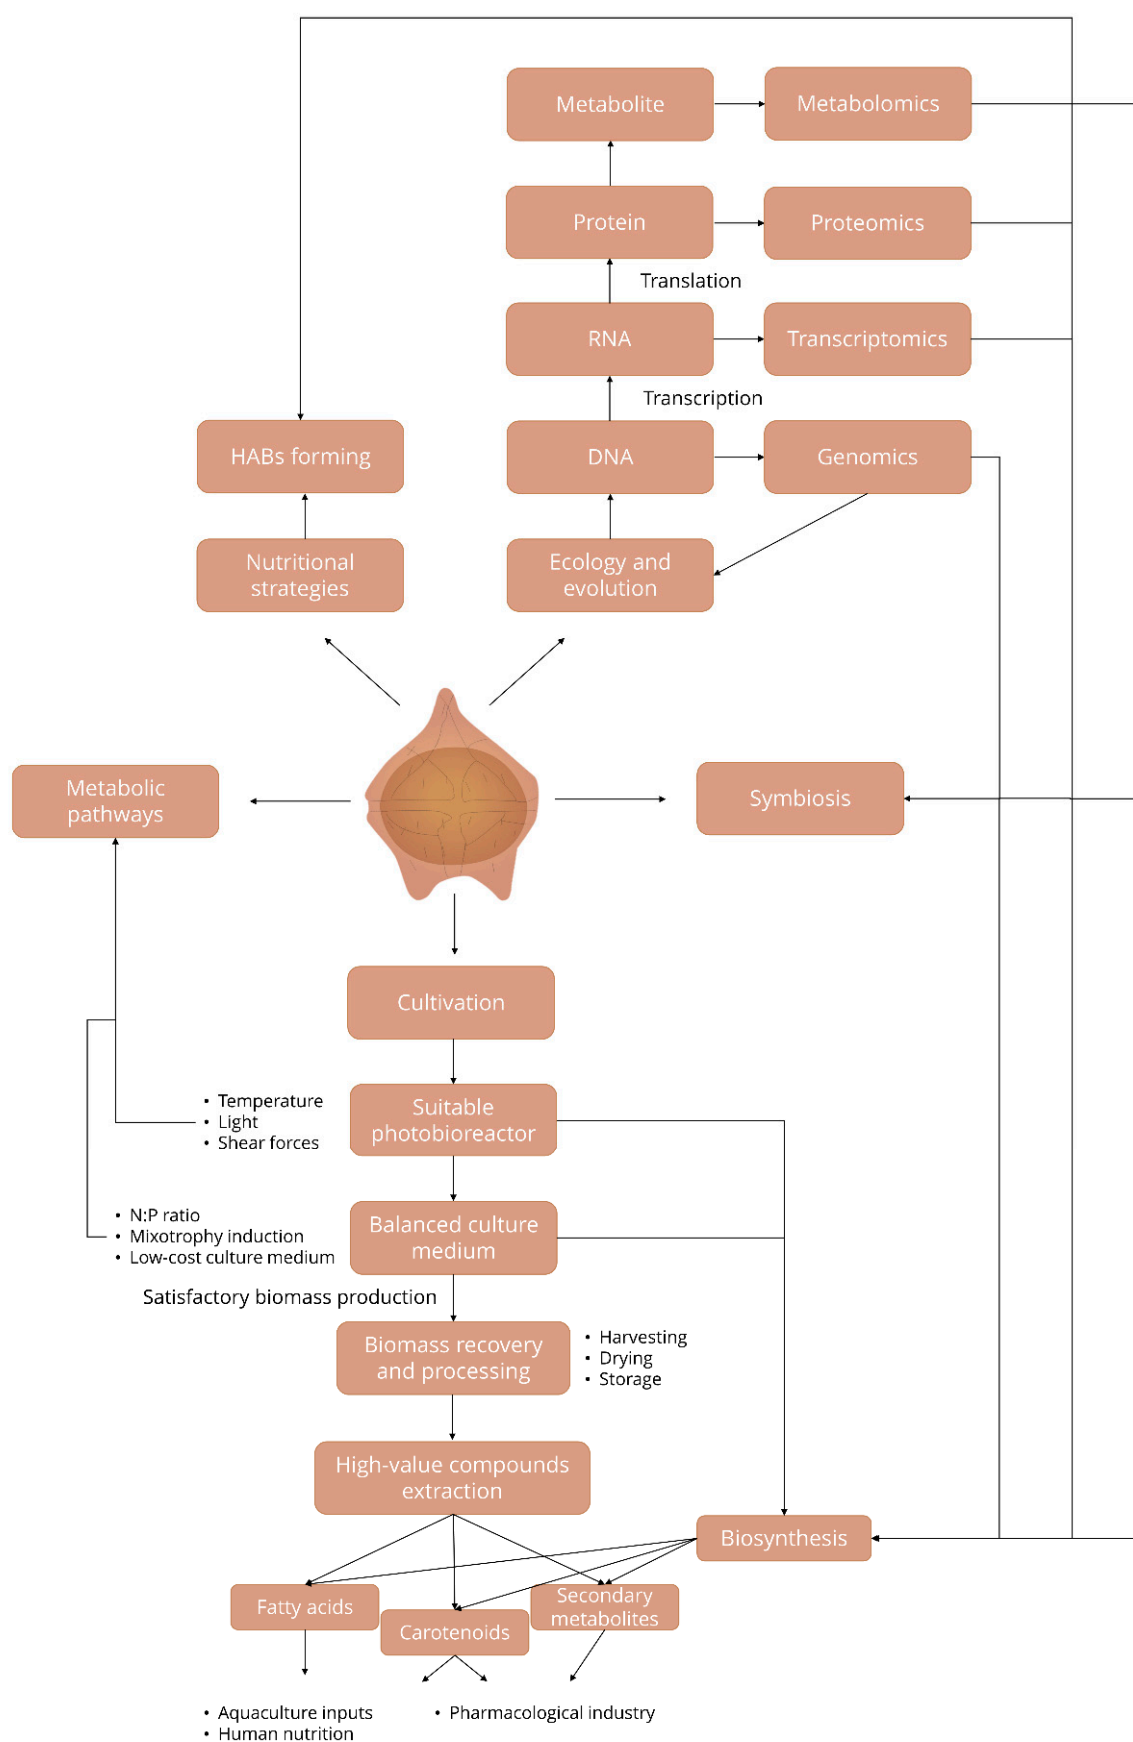 Metabolite
Metabolomics
Protein
Proteomics
Translation
RNA
Transcriptomics
Transcription
HABs forming
DNA
Genomics
Nutritional
strategies
Ecology and
evolution
Metabolic
pathways
Symbiosis
Cultivation
• Temperature
• Light
• Shear forces
Suitable
photobioreactor
• N:P ratio
• Mixotrophy induction
• Low-cost culture medium
Balanced culture
medium
Satisfactory biomass production
Biomass recovery
and processing
• Harvesting
• Drying
• Storage
High-value compounds
extraction
Biosynthesis
Fatty acids
Carotenoids
Secondary
metabolites
• Aquaculture inputs
• Human nutrition
• Pharmacological industry